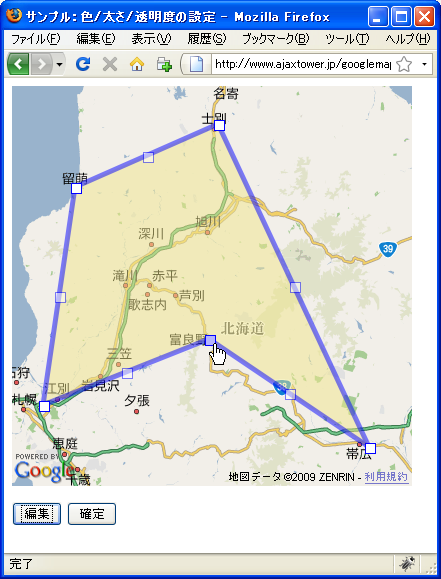 サンプル: 色/太さ/透明度の設定 - Mozilla Firefox
ファイル(F) 編集(E) 表示(V) 履歴(S) ブックマーク(B) ツール(T) ヘルプ(H)
http://www.ajaxtower.jp/googlemap
名寄
士別
留萌
旭川
深川
39
滝川 赤平
歌志内 芦別
北海道
富良野
三笠
石狩
江別 岩見沢
38
札幌
夕張
恵庭
帯広
POWERED BY
Google
千歳
地図データ ©2009 ZENRIN - 利用規約
編集 確定
完了